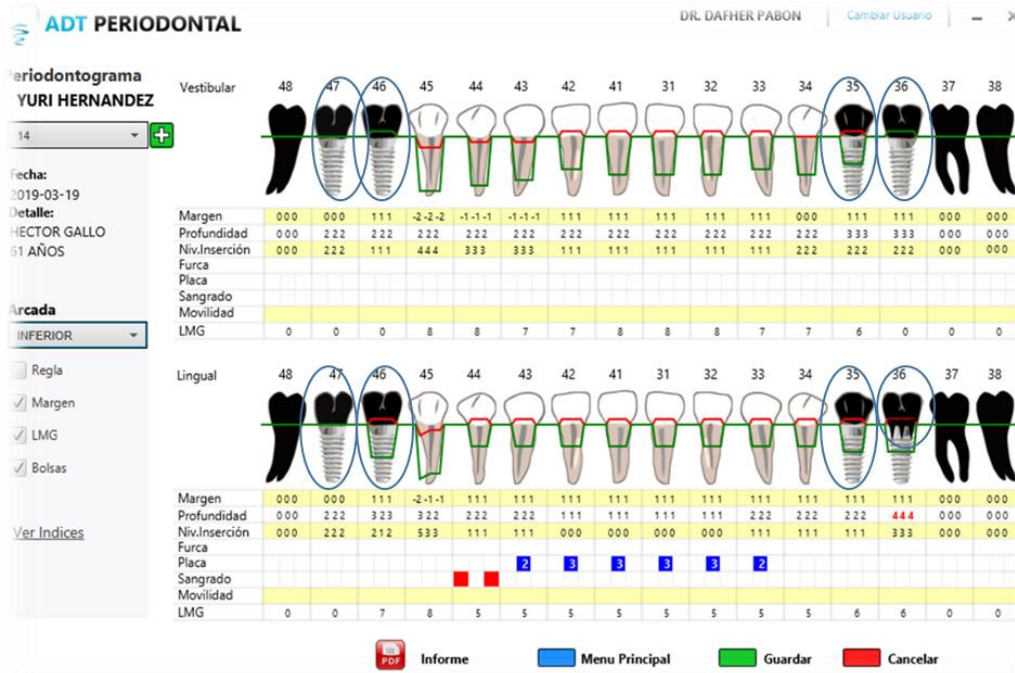 ADT PERIODONTAL
DR. DAFHER PABON
Cambiar Usuario
Periodontograma
YURI HERNANDEZ
14
Fecha:
2019-03-19
Detalle:
HECTOR GALLO
61 AÑOS
Arcada
INFERIOR
Regla
Margen
LMG
Bolsas
Ver Indices
Vestibular 48 47 46 45 44 43 42 41 31 32 33 34 35 36 37 38
Margen 000 000 111 -2-2-2 -1-1-1 -1-1-1 111 111 111 111 111 000 111 111 000 000
Profundidad 000 222 222 222 222 222 222 222 222 222 222 222 333 222 000 000
Niv.Inserción 000 222 111 444 333 333 111 111 111 111 111 222 222 111 000 000
Furca
Placa
Sangrado
Movilidad
LMG 0 0 0 8 8 7 7 8 8 8 7 7 6 0 0 0
Lingual 48 47 46 45 44 43 42 41 31 32 33 34 35 36 37 38
Margen 000 000 111 -2-1-1 111 111 111 111 111 111 111 111 111 111 000 000
Profundidad 000 222 323 322 222 222 111 111 111 111 222 222 222 444 000 000
Niv.Inserción 000 222 212 533 111 111 000 000 000 000 111 111 111 333 000 000
Furca
Placa 2 3 3 3 3 2
Sangrado
Movilidad
LMG 0 0 7 8 5 5 5 5 5 5 5 5 6 6 0 0
PDF Informe Menu Principal Guardar Cancelar